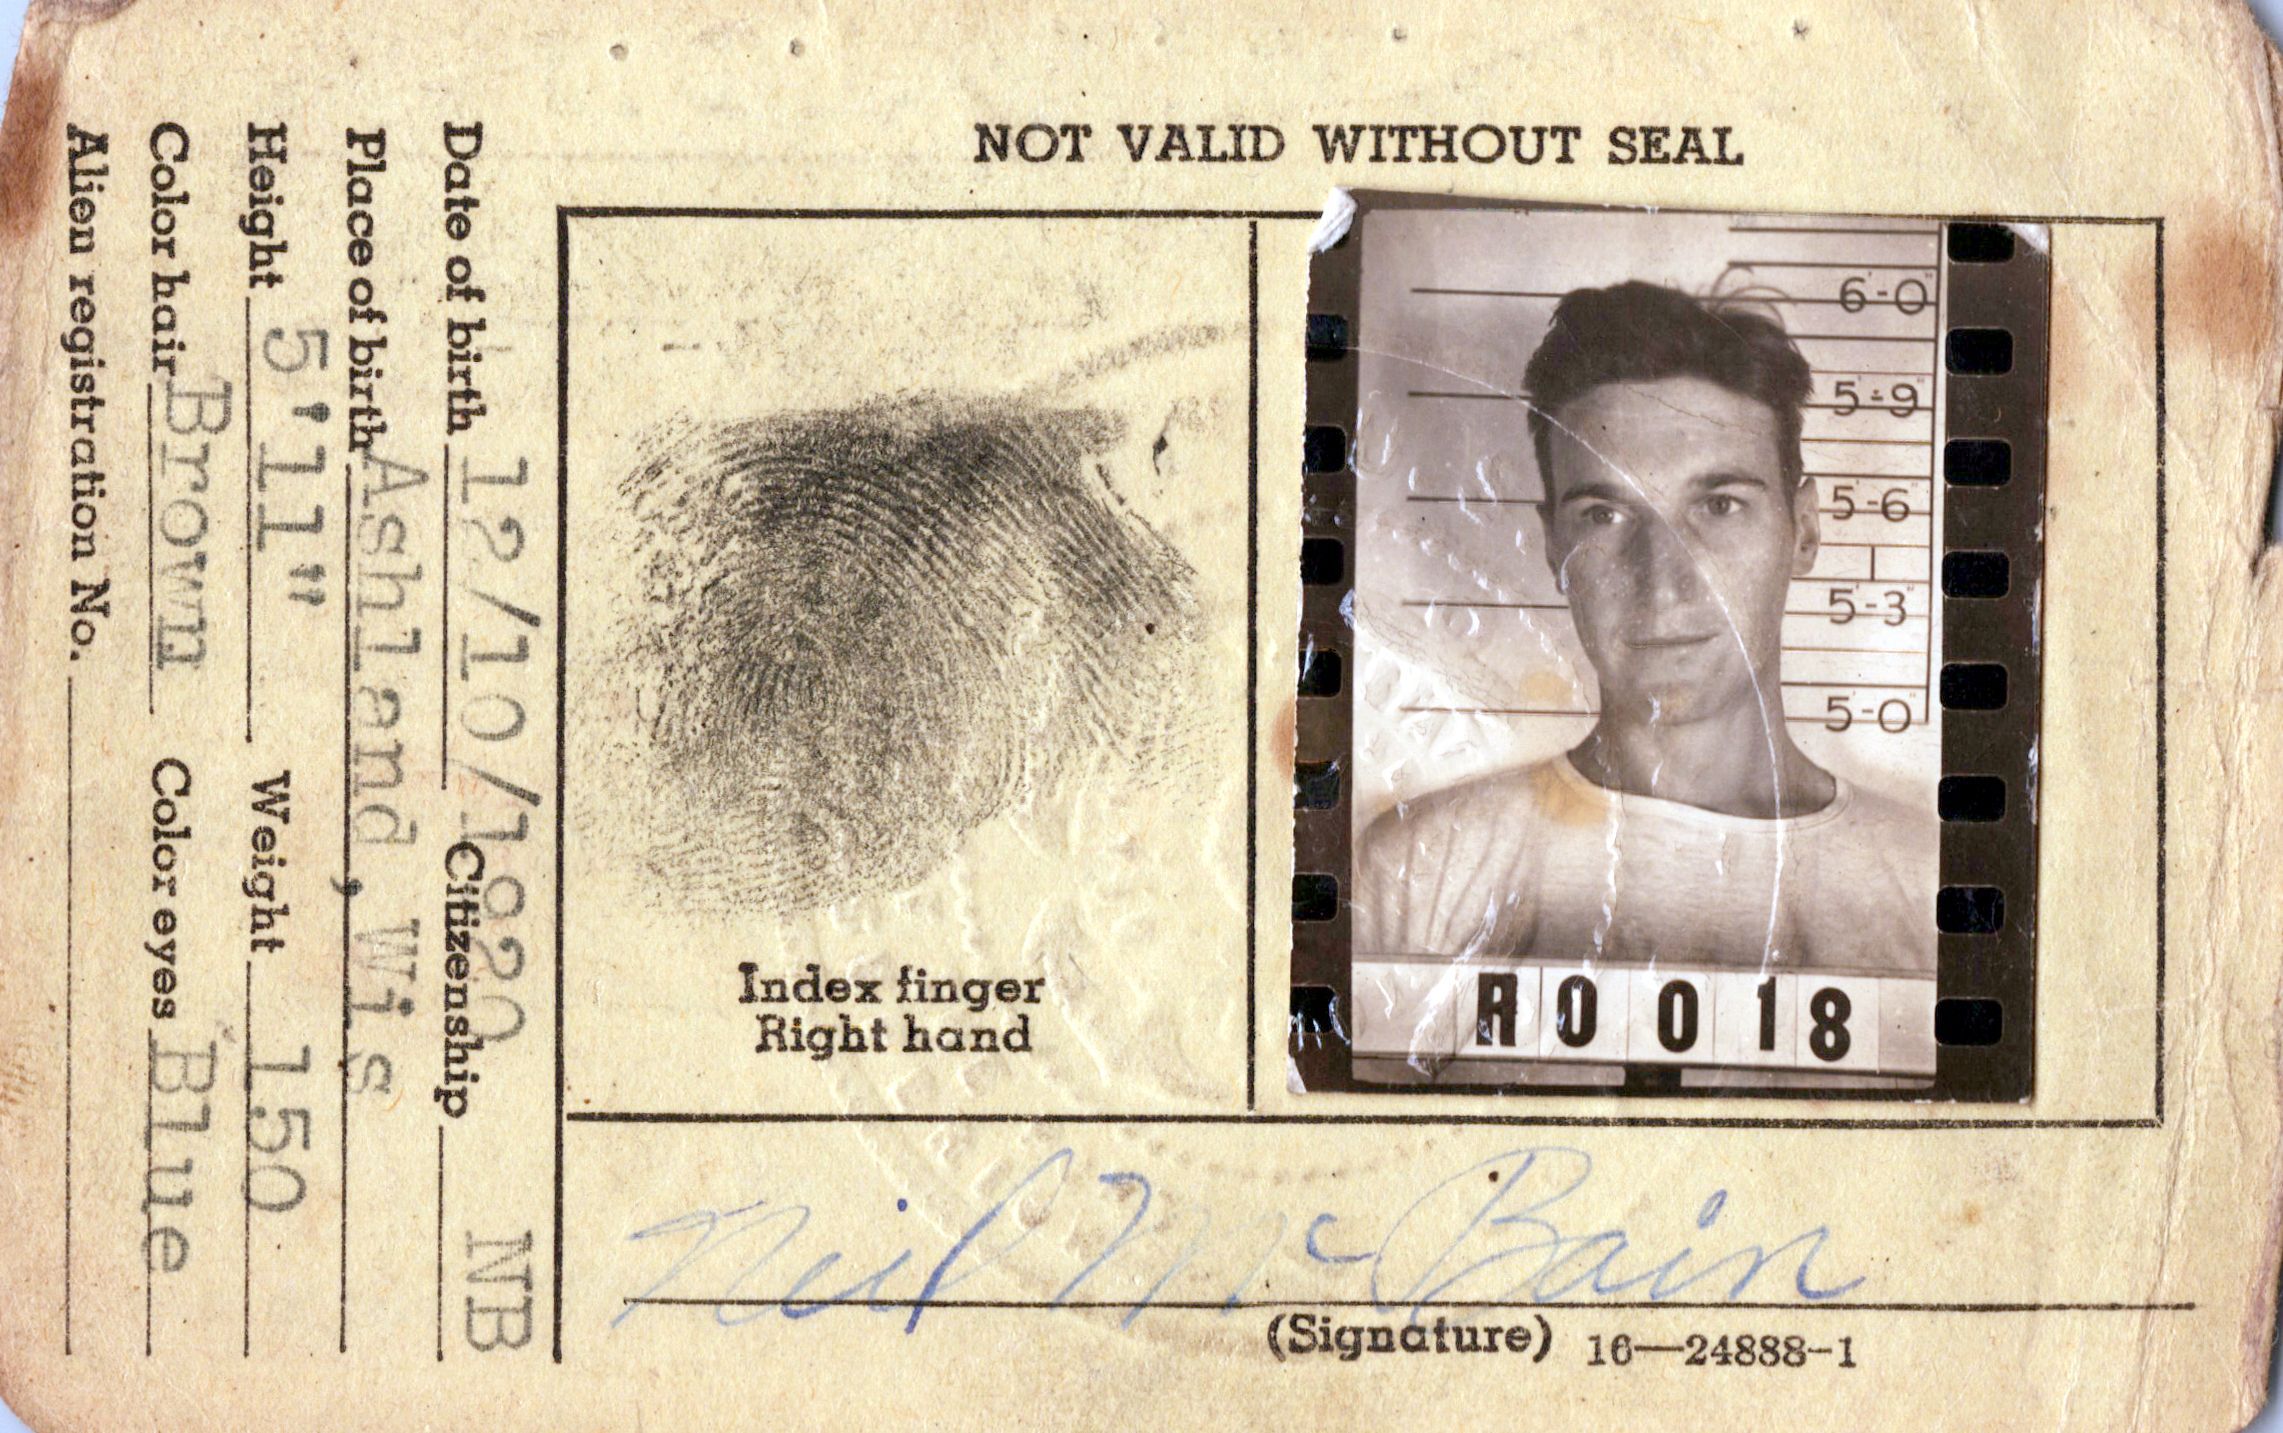 NOT VALID WITHOUT SEAL
6'-0"
5'-9"
5'-6"
5'-3"
5'-0"
R0 018
Index finger
Right hand
Neil McBain
(Signature) 16—24888-1
Date of birth 12/10/1920 Citizenship NB
Place of birth Ashland, Wis
Height 5'11" Weight 150
Color hair Brown Color eyes Blue
Alien registration No.